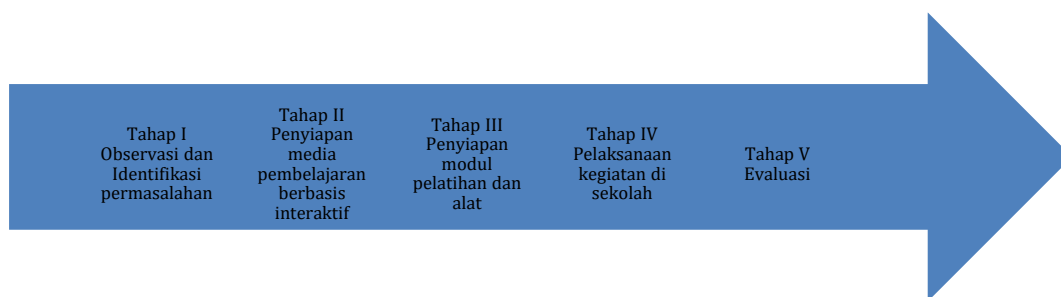 Tahap I
Observasi dan
Identifikasi
permasalahan
Tahap II
Penyiapan
media
pembelajaran
berbasis
interaktif
Tahap III
Penyiapan
modul
pelatihan dan
alat
Tahap IV
Pelaksanaan
kegiatan di
sekolah
Tahap V
Evaluasi